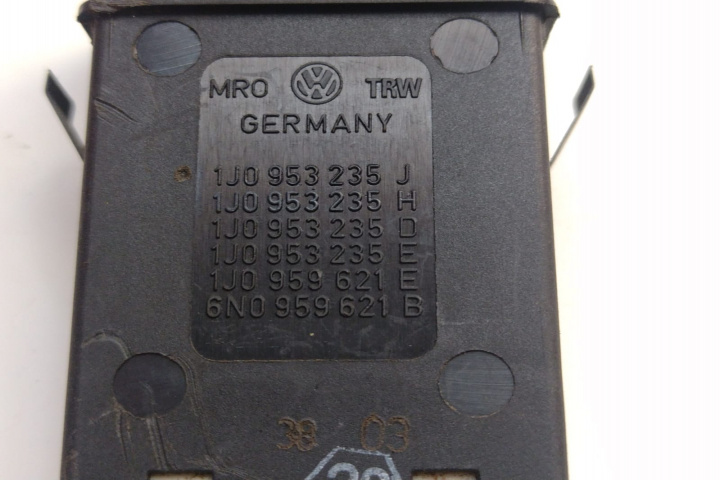 MRO VW TRW
GERMANY
1J0 953 235 J
1J0 953 235 H
1J0 953 235 D
1J0 953 235 E
1J0 959 621 E
6N0 959 621 B
38 03